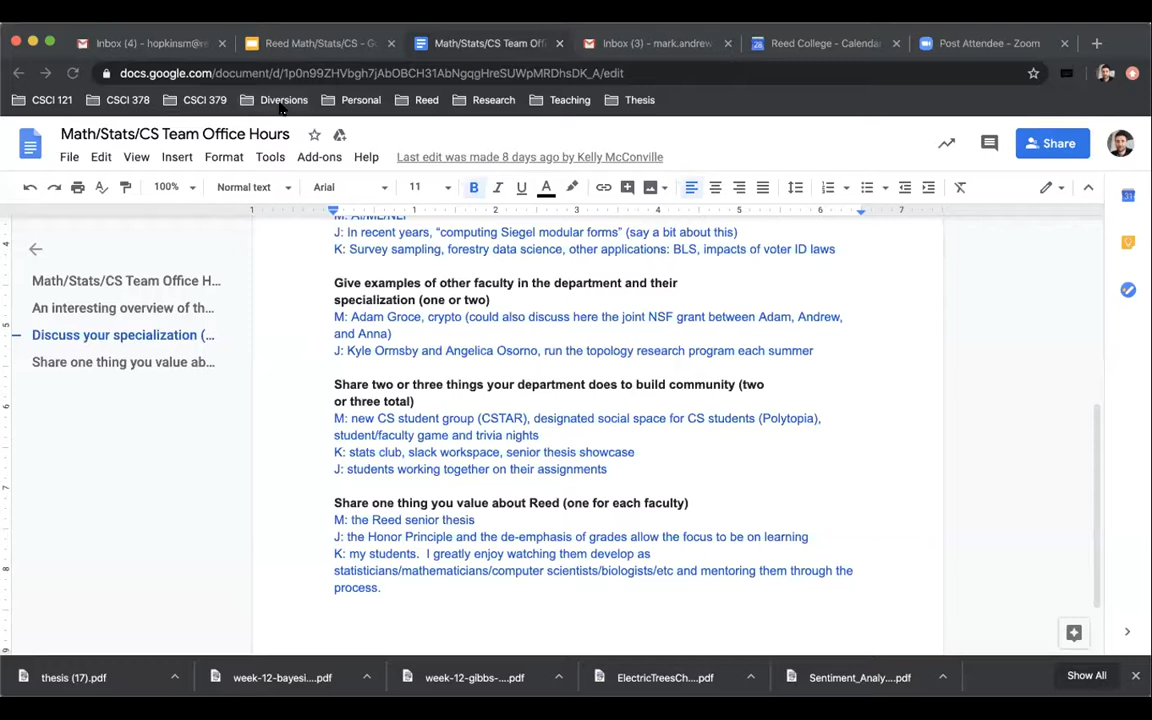 Inbox (4) - hopkinsm@re
Reed Math/Stats/CS - G
Math/Stats/CS Team Offi
Inbox (3) - mark.andrew
Reed College - Calenda
Post Attendee - Zoom
docs.google.com/document/d/1p0n99ZHVbgh7jAbOBCH31AbNgqgHreSUWpMRDhsDK_A/edit
CSCI 121
CSCI 378
CSCI 379
Diversions
Personal
Reed
Research
Teaching
Thesis
Math/Stats/CS Team Office Hours
Share
File Edit View Insert Format Tools Add-ons Help Last edit was made 8 days ago by Kelly McConville
100% Normal text Arial 11 B I U A
1 1 2 3 4 5 6 7
M: AI/ML/NLP
J: In recent years, “computing Siegel modular forms” (say a bit about this)
K: Survey sampling, forestry data science, other applications: BLS, impacts of voter ID laws
Math/Stats/CS Team Office H...
An interesting overview of th...
Discuss your specialization (...
Share one thing you value ab...
Give examples of other faculty in the department and their
specialization (one or two)
M: Adam Groce, crypto (could also discuss here the joint NSF grant between Adam, Andrew,
and Anna)
J: Kyle Ormsby and Angelica Osorno, run the topology research program each summer
Share two or three things your department does to build community (two
or three total)
M: new CS student group (CSTAR), designated social space for CS students (Polytopia),
student/faculty game and trivia nights
K: stats club, slack workspace, senior thesis showcase
J: students working together on their assignments
Share one thing you value about Reed (one for each faculty)
M: the Reed senior thesis
J: the Honor Principle and the de-emphasis of grades allow the focus to be on learning
K: my students. I greatly enjoy watching them develop as
statisticians/mathematicians/computer scientists/biologists/etc and mentoring them through the
process.
thesis (17).pdf
week-12-bayesi....pdf
week-12-gibbs-....pdf
ElectricTreesCh....pdf
Sentiment_Analy....pdf
Show All